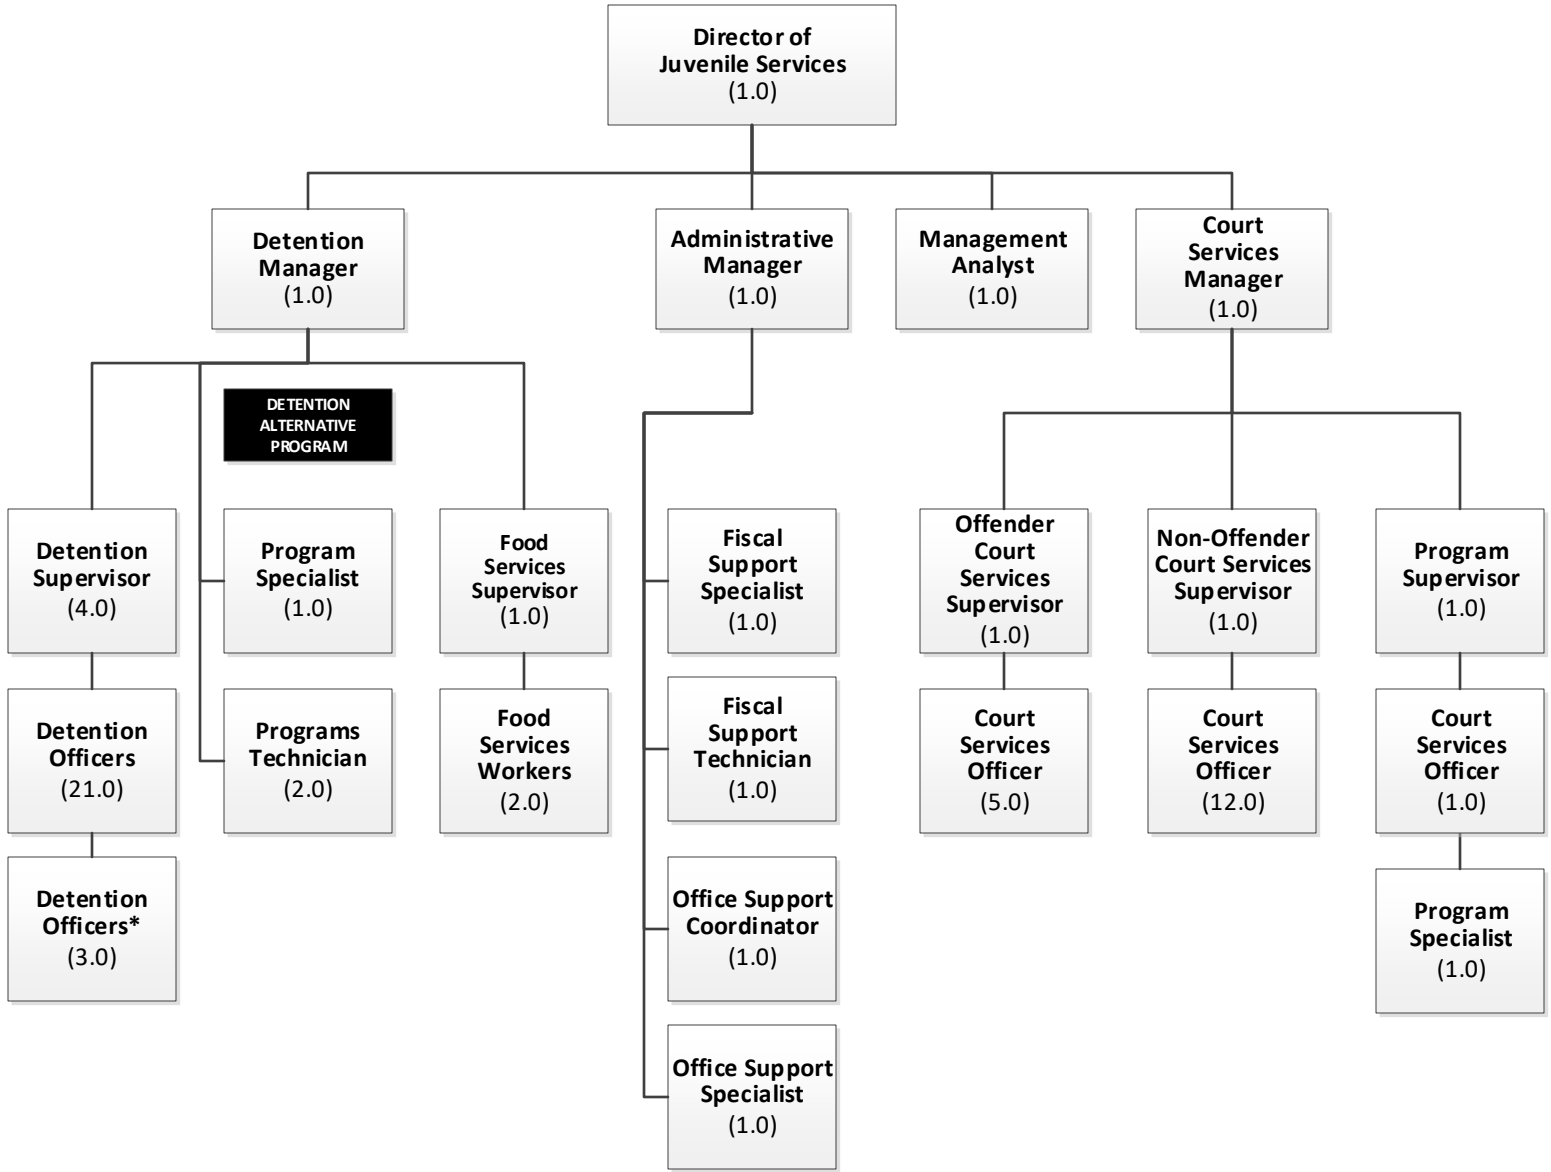 Director of
Juvenile Services
(1.0)
Detention
Manager
(1.0)
Administrative
Manager
(1.0)
Management
Analyst
(1.0)
Court
Services
Manager
(1.0)
DETENTION
ALTERNATIVE
PROGRAM
Detention
Supervisor
(4.0)
Program
Specialist
(1.0)
Food
Services
Supervisor
(1.0)
Fiscal
Support
Specialist
(1.0)
Offender
Court
Services
Supervisor
(1.0)
Non-Offender
Court Services
Supervisor
(1.0)
Program
Supervisor
(1.0)
Detention
Officers
(21.0)
Programs
Technician
(2.0)
Food
Services
Workers
(2.0)
Fiscal
Support
Technician
(1.0)
Court
Services
Officer
(5.0)
Court
Services
Officer
(12.0)
Court
Services
Officer
(1.0)
Detention
Officers*
(3.0)
Office Support
Coordinator
(1.0)
Program
Specialist
(1.0)
Office Support
Specialist
(1.0)